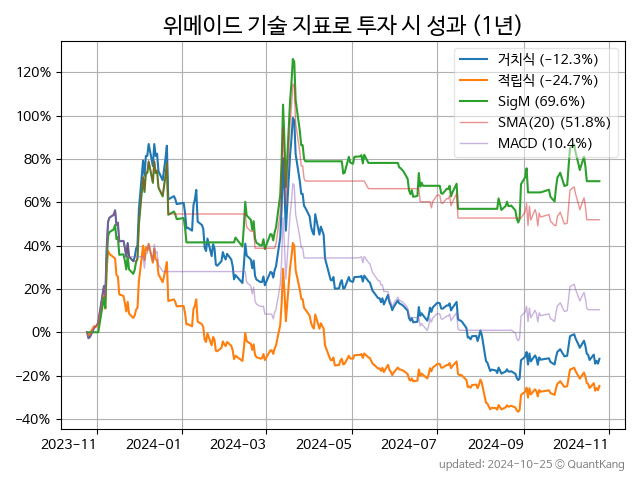 위메이드 기술 지표로 투자 시 성과 (1년)
거치식 (-12.3%)
적립식 (-24.7%)
SigM (69.6%)
SMA(20) (51.8%)
MACD (10.4%)
120%
100%
80%
60%
40%
20%
0%
-20%
-40%
2023-11 2024-01 2024-03 2024-05 2024-07 2024-09 2024-11
updated: 2024-10-25 © QuantKang